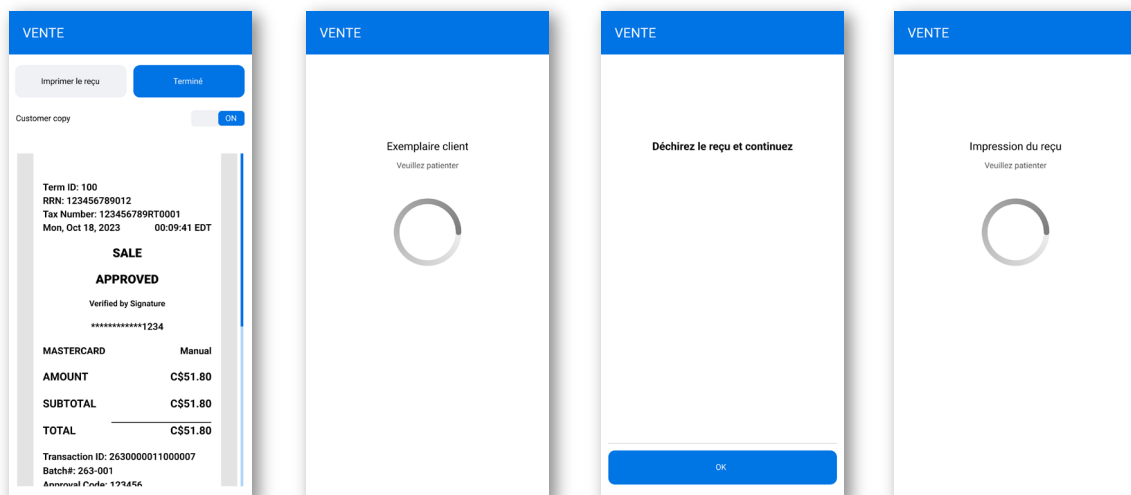 VENTE
Imprimer le reçu
Terminé
Customer copy
ON
Term ID: 100
RRN: 123456789012
Tax Number: 123456789RT0001
Mon, Oct 18, 2023 00:09:41 EDT
SALE
APPROVED
Verified by Signature
************1234
MASTERCARD Manual
AMOUNT C$51.80
SUBTOTAL C$51.80
TOTAL C$51.80
Transaction ID: 2630000011000007
Batch#: 263-001
Approval Code: 123456
VENTE
Exemplaire client
Veuillez patienter
VENTE
Déchirez le reçu et continuez
OK
VENTE
Impression du reçu
Veuillez patienter